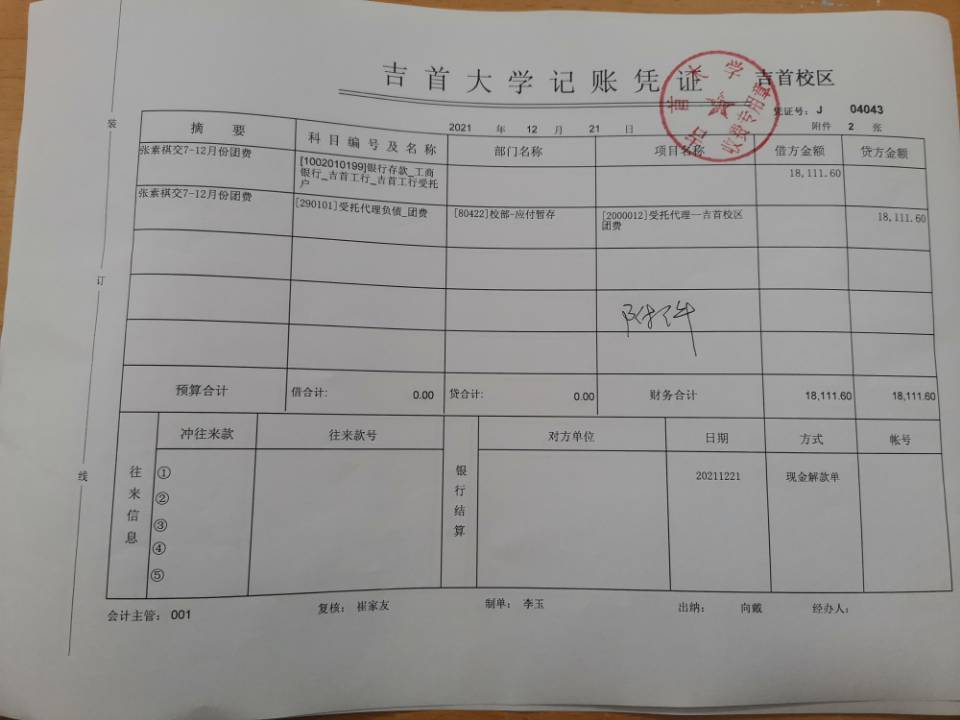 吉首大学记账凭证 吉首校区
吉首大学
收费专用章
凭证号：J 04043
2021 年 12 月 21 日 附件 2 张
摘要 科目编号及名称 部门名称 项目名称 借方金额 贷方金额
张素祺交7-12月份团费 [1002010199]银行存款_工商
银行_吉首工行_吉首工行受托
户 18,111.60
张素祺交7-12月份团费 [290101]受托代理负债_团费 [80422]校部-应付暂存 [2000012]受托代理—吉首校区
团费 18,111.60
附件
预算合计 借合计: 0.00 贷合计: 0.00 财务合计 18,111.60 18,111.60
往来信息 冲往来款 往来款号 银行结算 对方单位 日期 方式 帐号
① 20211221 现金解款单
②
③
④
⑤
会计主管：001 复核：崔家友 制单：李玉 出纳：向戴 经办人：
装
订
线